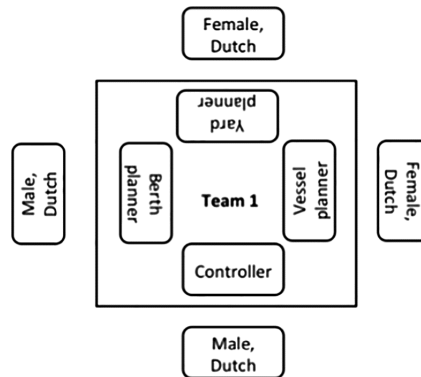 Female,
Dutch
Yard
planner
Male,
Dutch
Berth
planner
Team 1
Vessel
planner
Female,
Dutch
Controller
Male,
Dutch